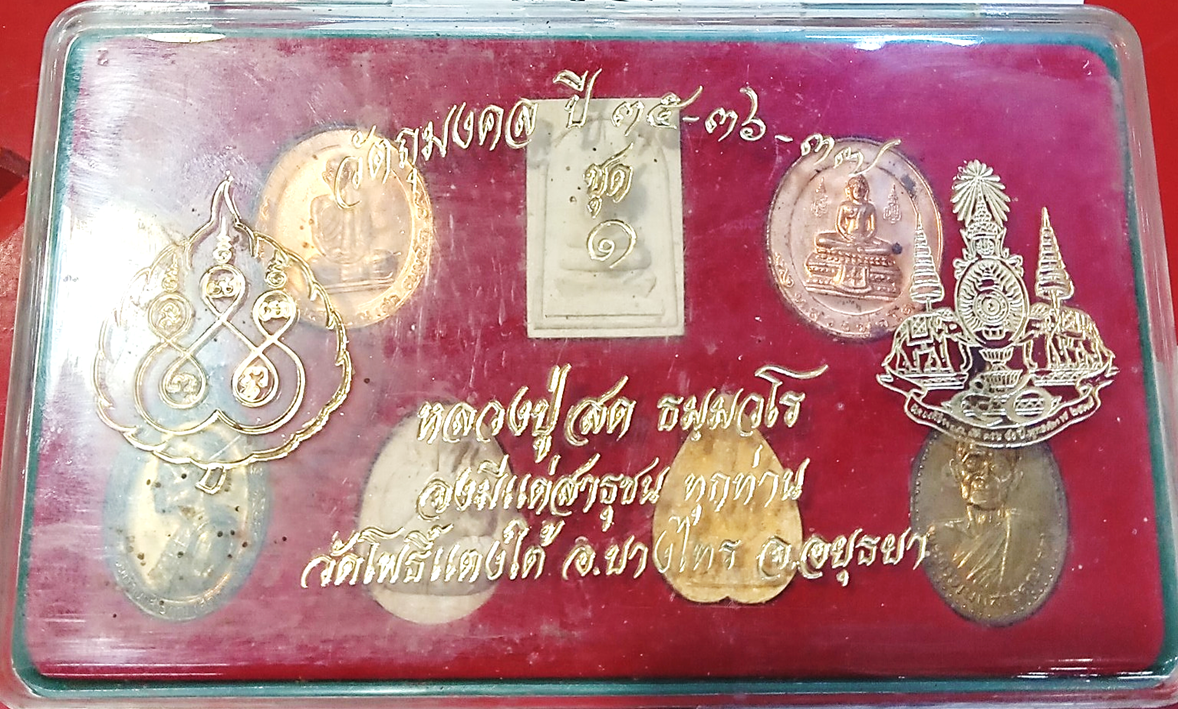 วัตถุมงคล ปี ๓๕-๓๖-๓๗
ชุด
๑
หลวงปู่สด ธมฺมวโร
จงมีแด่สาธุชน ทุกท่าน
วัดโพธิ์แตงใต้ อ.บางไทร จ.อยุธยา